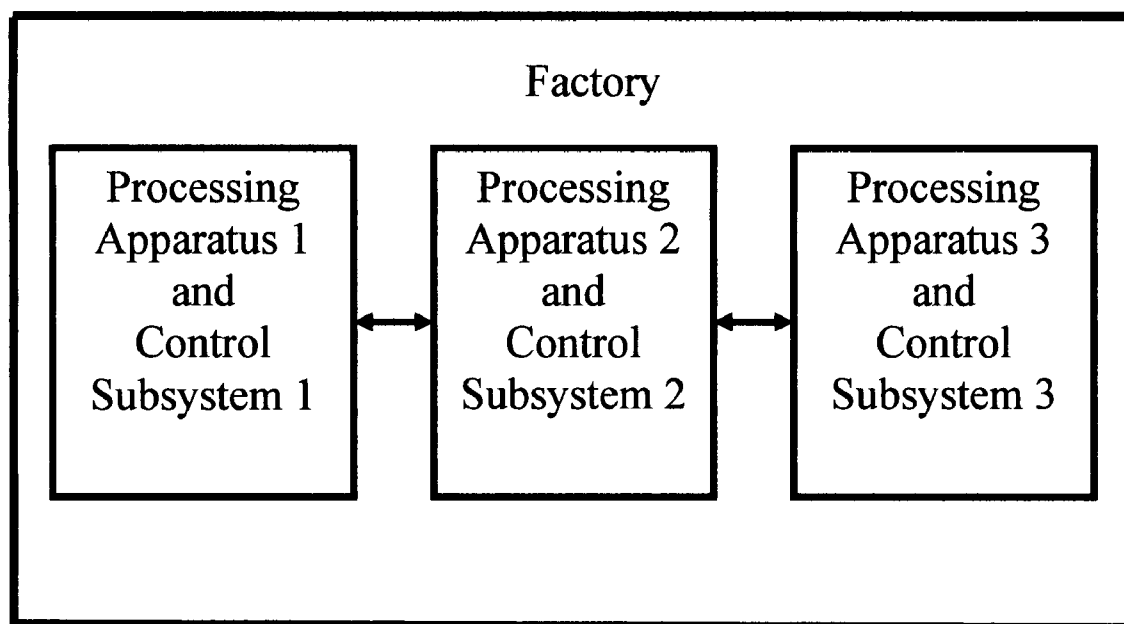 Factory
Processing
Apparatus 1
and
Control
Subsystem 1
Processing
Apparatus 2
and
Control
Subsystem 2
Processing
Apparatus 3
and
Control
Subsystem 3